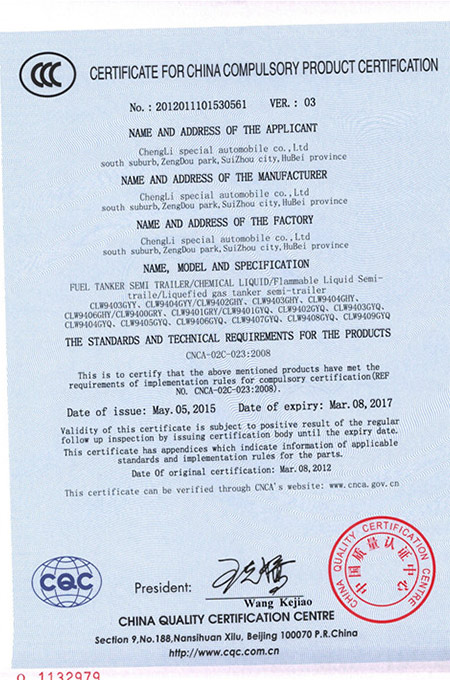 CCC
CERTIFICATE FOR CHINA COMPULSORY PRODUCT CERTIFICATION
No.: 2012011101530561 VER.: 03
NAME AND ADDRESS OF THE APPLICANT
ChengLi special automobile co.,Ltd
south suburb,ZengDou park,SuiZhou city,HuBei province
NAME AND ADDRESS OF THE MANUFACTURER
ChengLi special automobile co.,Ltd
south suburb,ZengDou park,SuiZhou city,HuBei province
NAME AND ADDRESS OF THE FACTORY
ChengLi special automobile co.,Ltd
south suburb,ZengDou park,SuiZhou city,HuBei province
NAME, MODEL AND SPECIFICATION
FUEL TANKER SEMI TRAILER/CHEMICAL LIQUID/Flammable Liquid Semi-
traile/Liquefied gas tanker semi-trailer
CLW9403GYY、CLW9404GYY/CLW9402GHY、CLW9403GHY、CLW9404GHY、
CLW9406GHY/CLW9400GRY、CLW9401GRY/CLW9401GYQ、CLW9402GYQ、CLW9403GYQ、
CLW9404GYQ、CLW9405GYQ、CLW9406GYQ、CLW9407GYQ、CLW9408GYQ、CLW9409GYQ
THE STANDARDS AND TECHNICAL REQUIREMENTS FOR THE PRODUCTS
CNCA-02C-023:2008
This is to certify that the above mentioned products have met the
requirements of implementation rules for compulsory certification(REF
NO. CNCA-02C-023:2008).
Date of issue: May.05,2015 Date of expiry: Mar.08,2017
Validity of this certificate is subject to positive result of the regular
follow up inspection by issuing certification body until the expiry date.
This certificate has appendices which indicate information of applicable
standards and implementation rules for the parts.
Date Of original certification: Mar.08,2012
This certificate can be verified through CNCA's website: www.cnca.gov.cn
CHINA QUALITY CERTIFICATION CENTRE
中国质量认证中心
CQC
President:
Wang Kejiao
CHINA QUALITY CERTIFICATION CENTRE
Section 9,No.188,Nansihuan Xilu, Beijing 100070 P.R.China
http://www.cqc.com.cn
0 1132979